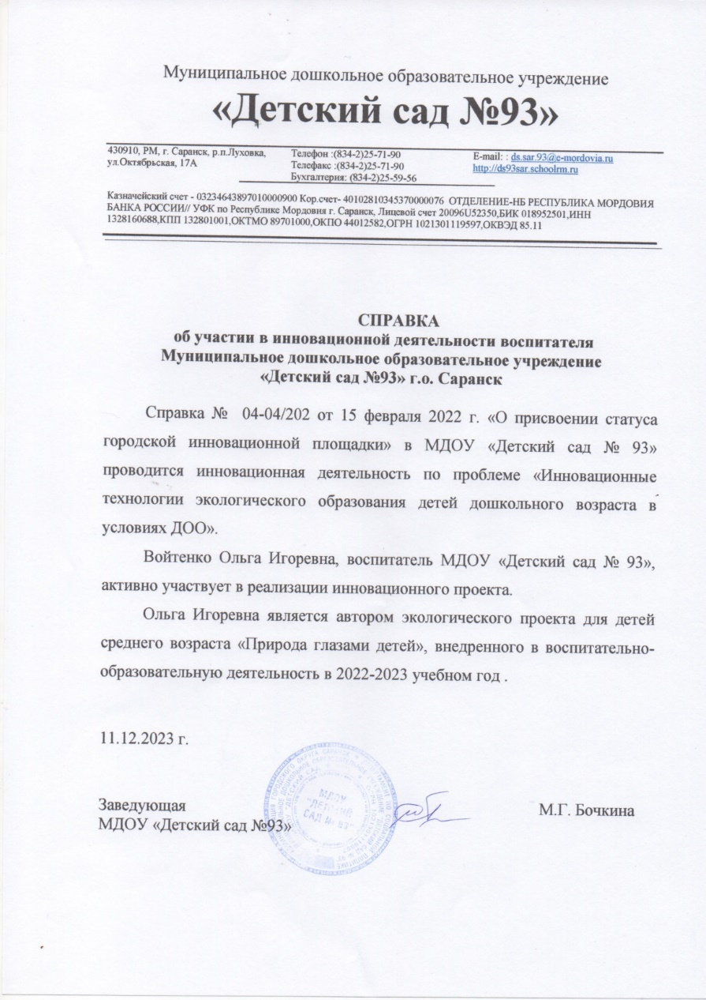 Муниципальное дошкольное образовательное учреждение
«Детский сад №93»
430910, РМ, г. Саранск, р.п.Луховка,
ул.Октябрьская, 17А
Телефон :(834-2)25-71-90
Телефакс :(834-2)25-71-90
Бухгалтерия: (834-2)25-59-56
E-mail: : ds.sar.93@e-mordovia.ru
http://ds93sar.schoolrm.ru
Казначейский счет - 03234643897010000900 Кор.счет- 40102810345370000076 ОТДЕЛЕНИЕ-НБ РЕСПУБЛИКА МОРДОВИЯ
БАНКА РОССИИ// УФК по Республике Мордовия г. Саранск, Лицевой счет 20096U52350,БИК 018952501,ИНН
1328160688,КПП 132801001,ОКТМО 89701000,ОКПО 44012582,ОГРН 1021301119597,ОКВЭД 85.11
СПРАВКА
об участии в инновационной деятельности воспитателя
Муниципальное дошкольное образовательное учреждение
«Детский сад №93» г.о. Саранск
Справка № 04-04/202 от 15 февраля 2022 г. «О присвоении статуса
городской инновационной площадки» в МДОУ «Детский сад № 93»
проводится инновационная деятельность по проблеме «Инновационные
технологии экологического образования детей дошкольного возраста в
условиях ДОО».
Войтенко Ольга Игоревна, воспитатель МДОУ «Детский сад № 93»,
активно участвует в реализации инновационного проекта.
Ольга Игоревна является автором экологического проекта для детей
среднего возраста «Природа глазами детей», внедренного в воспитательно-
образовательную деятельность в 2022-2023 учебном год .
11.12.2023 г.
Заведующая
МДОУ «Детский сад №93»
М.Г. Бочкина
МДОУ
"ДЕТСКИЙ
САД № 93"